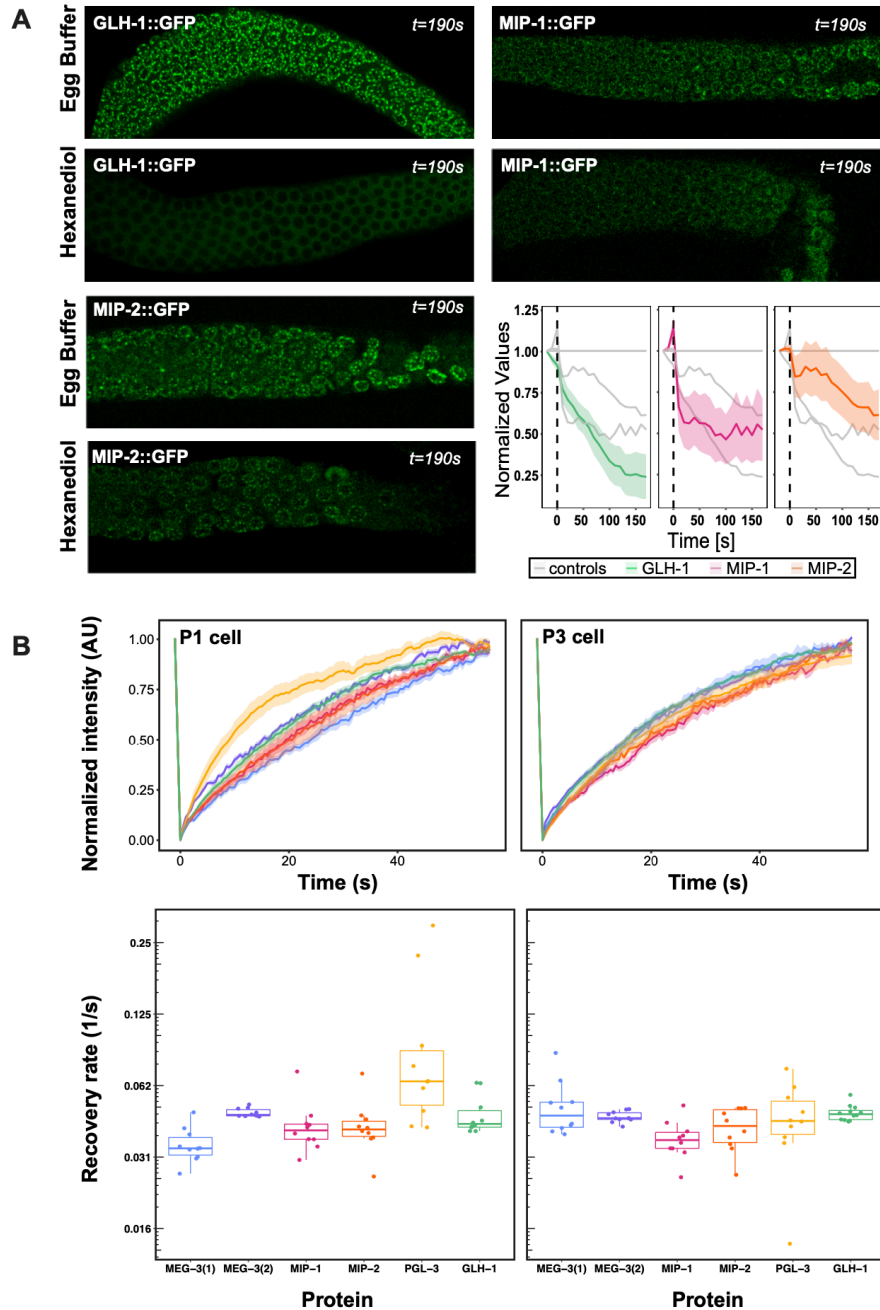 A
GLH-1::GFP
t=190s
MIP-1::GFP
t=190s
Egg Buffer
GLH-1::GFP
t=190s
MIP-1::GFP
t=190s
Hexanediol
MIP-2::GFP
t=190s
Egg Buffer
MIP-2::GFP
t=190s
Hexanediol
Normalized Values
1.25
1.00
0.75
0.50
0.25
0 50 100 150 0 50 100 150 0 50 100 150
Time [s]
controls GLH-1 MIP-1 MIP-2
B
P1 cell
P3 cell
Normalized intensity (AU)
1.00
0.75
0.50
0.25
0.00
0 20 40
0 20 40
Time (s)
Time (s)
Recovery rate (1/s)
0.25
0.125
0.062
0.031
0.016
MEG–3(1) MEG–3(2) MIP–1 MIP–2 PGL–3 GLH–1
MEG–3(1) MEG–3(2) MIP–1 MIP–2 PGL–3 GLH–1
Protein
Protein